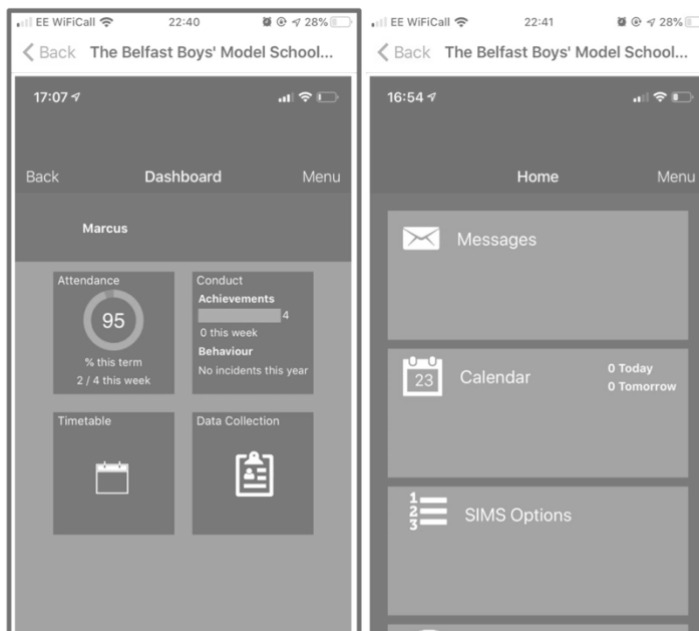 EE WiFiCall 22:40 28%
Back The Belfast Boys' Model School...
17:07
Back Dashboard Menu
Marcus
Attendance
95
% this term
2 / 4 this week
Conduct
Achievements
4
0 this week
Behaviour
No incidents this year
Timetable
Data Collection
EE WiFiCall 22:41 28%
Back The Belfast Boys' Model School...
16:54
Home Menu
Messages
23 Calendar
0 Today
0 Tomorrow
1
2
3
SIMS Options